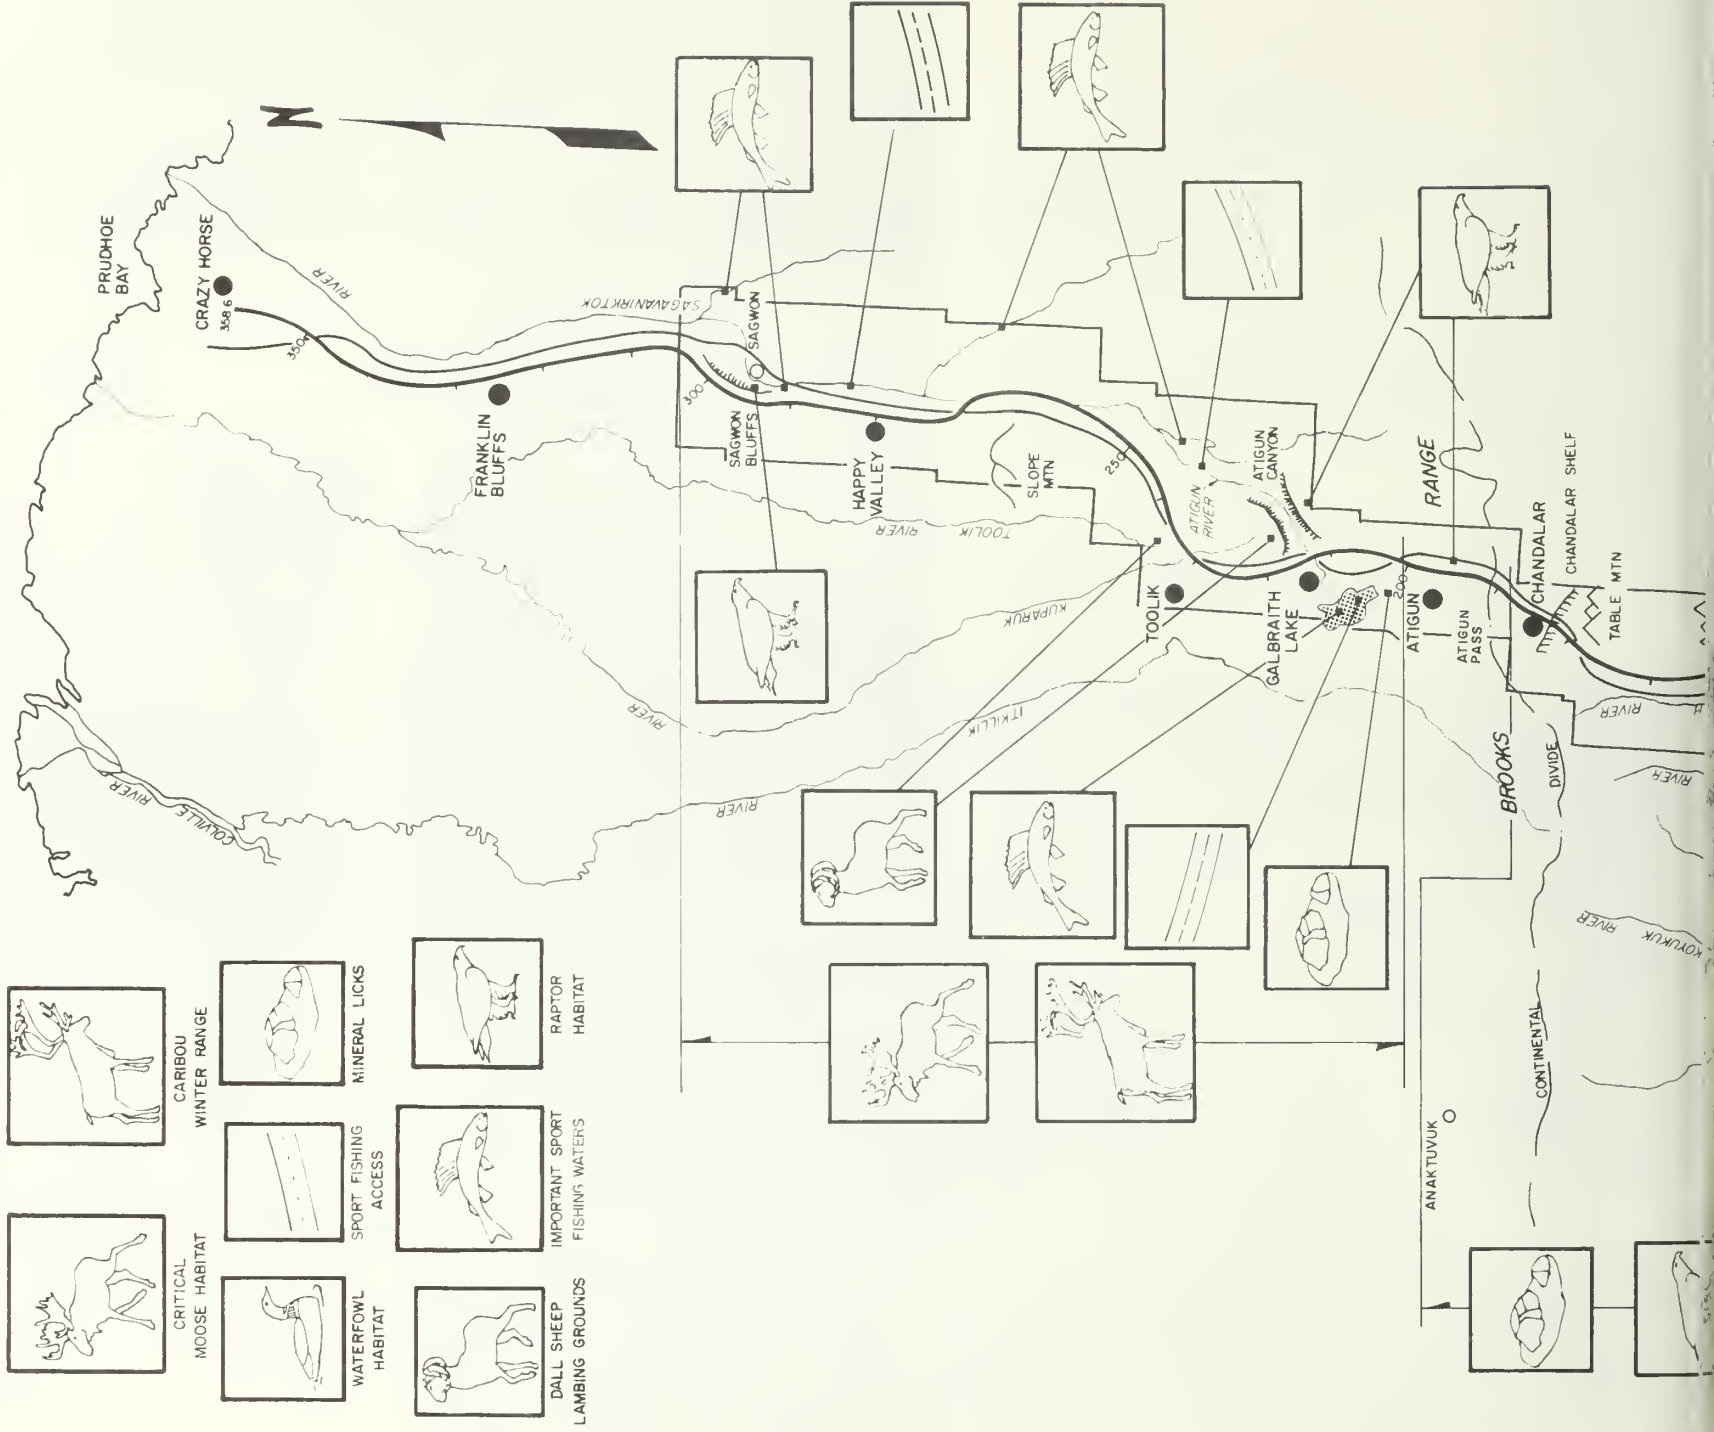 PRUDHOE
BAY
CRAZY HORSE
358.6
350
RIVER
SAGAVANIRKTOK
N
FRANKLIN
BLUFFS
300
SAGWON
SAGWON
BLUFFS
HAPPY
VALLEY
SLOPE
MTN
250
TOOLIK
RIVER
ATIGUN
RIVER
ATIGUN
CANYON
RANGE
KUPARUK
RIVER
TOOLIK
GALBRAITH
LAKE
200
ATIGUN
ATIGUN
PASS
CHANDALAR
CHANDALAR SHELF
TABLE MTN
ITKILLIK
RIVER
COLVILLE
RIVER
BROOKS
CONTINENTAL
DIVIDE
RIVER
RIVER
KOYUKUK
RIVER
ANAKTUVUK
CRITICAL
MOOSE HABITAT
CARIBOU
WINTER RANGE
WATERFOWL
HABITAT
SPORT FISHING
ACCESS
MINERAL LICKS
DALL SHEEP
LAMBING GROUNDS
IMPORTANT SPORT
FISHING WATERS
RAPTOR
HABITAT